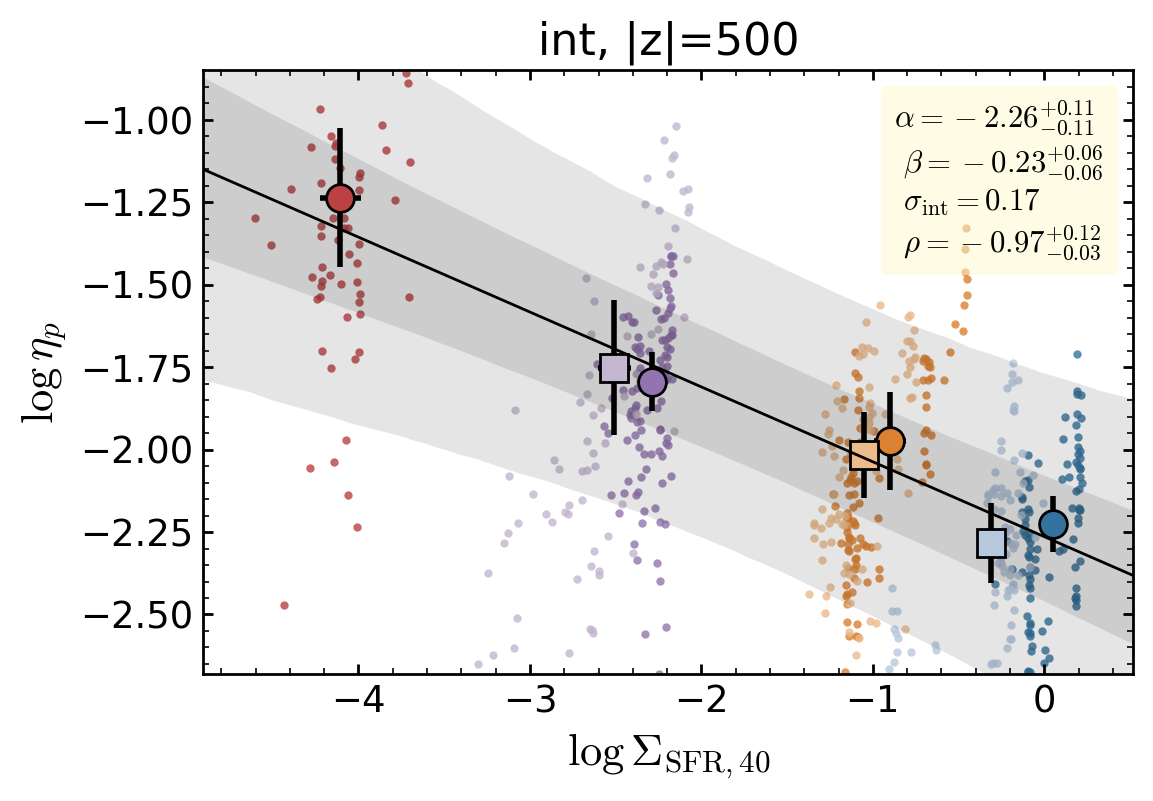 int, |z|=500
α = −2.26 +0.11 −0.11
β = −0.23 +0.06 −0.06
σint = 0.17
ρ = −0.97 +0.12 −0.03
log ηp
−1.00
−1.25
−1.50
−1.75
−2.00
−2.25
−2.50
−4 −3 −2 −1 0
log ΣSFR, 40